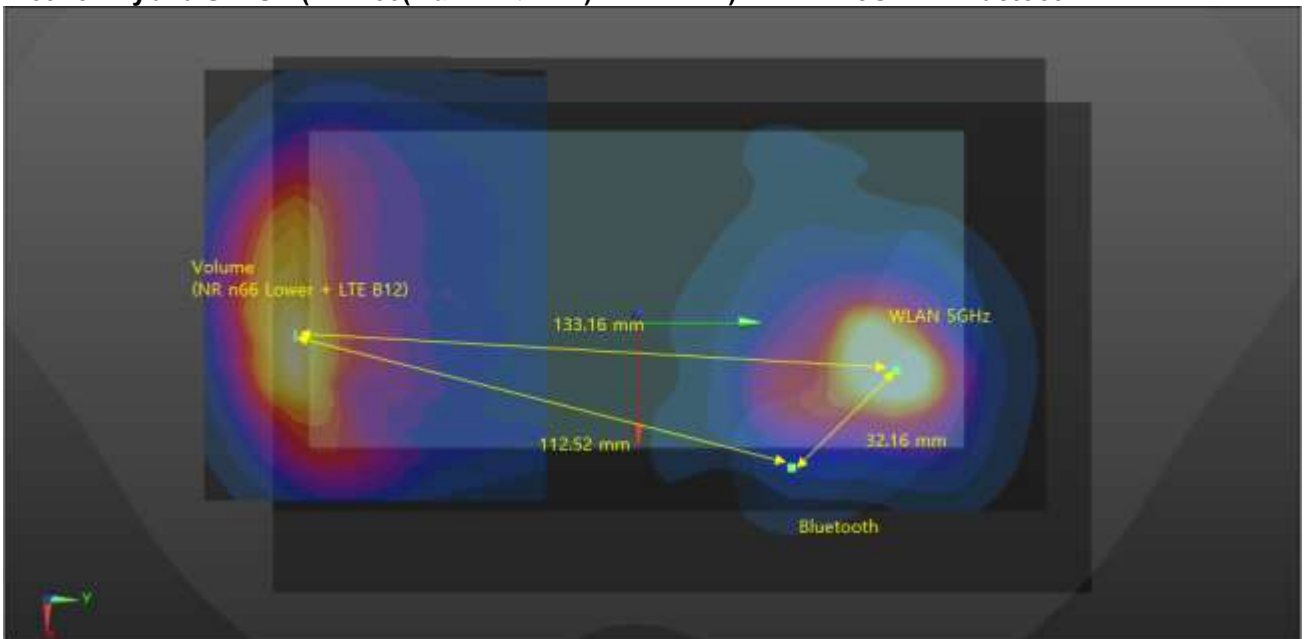 Volume
(NR n66 Lower + LTE B12)
WLAN 5GHz
133.16 mm
112.52 mm
32.16 mm
Bluetooth
Y